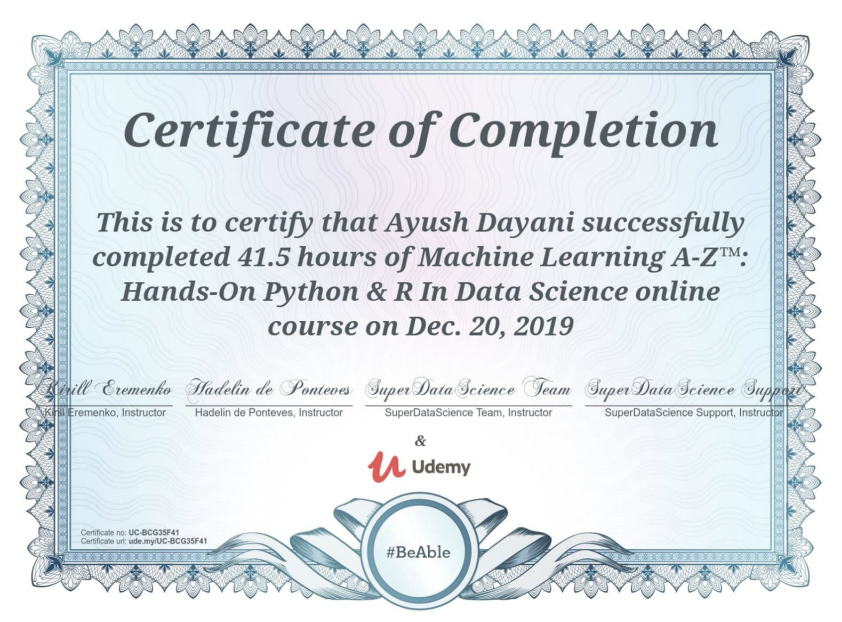 Certificate of Completion
This is to certify that Ayush Dayani successfully
completed 41.5 hours of Machine Learning A-Z™:
Hands-On Python & R In Data Science online
course on Dec. 20, 2019
Kirill Eremenko Hadelin de Ponteves SuperDataScience Team SuperDataScience Support
Kirill Eremenko, Instructor Hadelin de Ponteves, Instructor SuperDataScience Team, Instructor SuperDataScience Support, Instructor
&
Udemy
Certificate no: UC-BCG35F41
Certificate url: ude.my/UC-BCG35F41
#BeAble